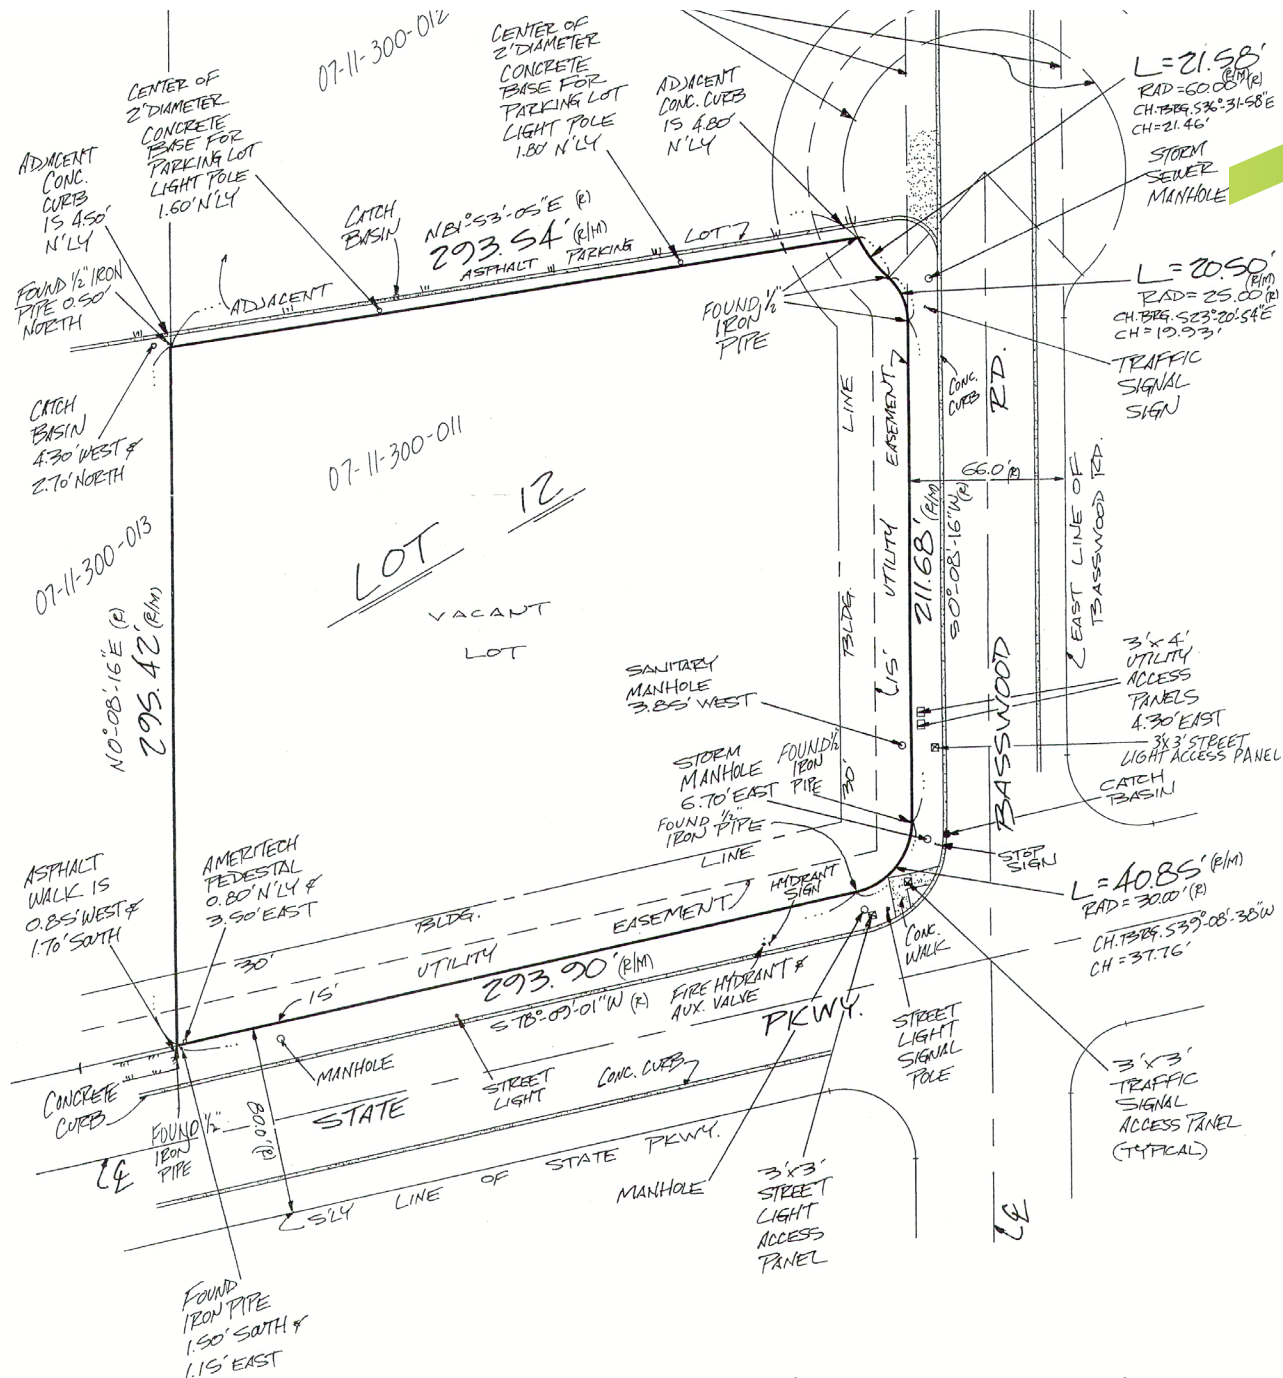 07-11-300-012
CENTER OF
2' DIAMETER
CONCRETE
BASE FOR
PARKING LOT
LIGHT POLE
1.60' N'LY
CENTER OF
2' DIAMETER
CONCRETE
BASE FOR
PARKING LOT
LIGHT POLE
1.80' N'LY
ADJACENT
CONC. CURB
IS 4.80'
N'LY
L=21.58'
(R/M)
RAD=60.00' (R)
CH.BRG. S36°-31'-58"E
CH=21.46'
STORM
SEWER
MANHOLE
ADJACENT
CONC.
CURB
IS 4.50'
N'LY
FOUND 1/2" IRON
PIPE 0.50'
NORTH
CATCH
BASIN
N81°-53'-05"E (R)
293.54' (R/M)
ADJACENT
ASPHALT
PARKING
LOT
FOUND 1/2"
IRON
PIPE
L=20.50'
(R/M)
RAD=25.00' (R)
CH.BRG. S23°-20'-54"E
CH=19.93'
TRAFFIC
SIGNAL
SIGN
CATCH
BASIN
4.30' WEST &
2.70' NORTH
07-11-300-011
07-11-300-013
LOT 12
VACANT
LOT
N0°-08'-16"E (R)
295.42' (R/M)
BLDG. LINE
30'
15' UTILITY EASEMENT
CONC.
CURB
66.0' (R)
211.68' (R/M)
S0°-08'-16"W (R)
BASSWOOD RD.
EAST LINE OF
BASSWOOD RD.
3'x4'
UTILITY
ACCESS
PANELS
4.30' EAST
3'x3' STREET
LIGHT ACCESS PANEL
CATCH
BASIN
SANITARY
MANHOLE
3.85' WEST
STORM
MANHOLE
6.70' EAST
FOUND 1/2"
IRON
PIPE
FOUND 1/2"
IRON PIPE
STOP
SIGN
L=40.85' (R/M)
RAD=30.00' (R)
CH.BRG. S39°-08'-38"W
CH=37.76'
ASPHALT
WALK IS
0.85' WEST &
1.70' SOUTH
AMERITECH
PEDESTAL
0.80' N'LY &
3.50' EAST
30'
BLDG. LINE
15'
UTILITY EASEMENT
HYDRANT
SIGN
CONC.
WALK
293.90' (R/M)
S 78°-09'-01"W (R)
FIRE HYDRANT &
AUX. VALVE
STATE PKWY.
STREET
LIGHT
SIGNAL
POLE
3'x3'
TRAFFIC
SIGNAL
ACCESS PANEL
(TYPICAL)
CONCRETE
CURB
MANHOLE
STREET
LIGHT
CONC. CURB
FOUND 1/2"
IRON
PIPE
80.0' (R)
S'LY LINE OF STATE PKWY.
MANHOLE
3'x3'
STREET
LIGHT
ACCESS
PANEL
℄
℄
FOUND
IRON PIPE
1.50' SOUTH &
1.15' EAST